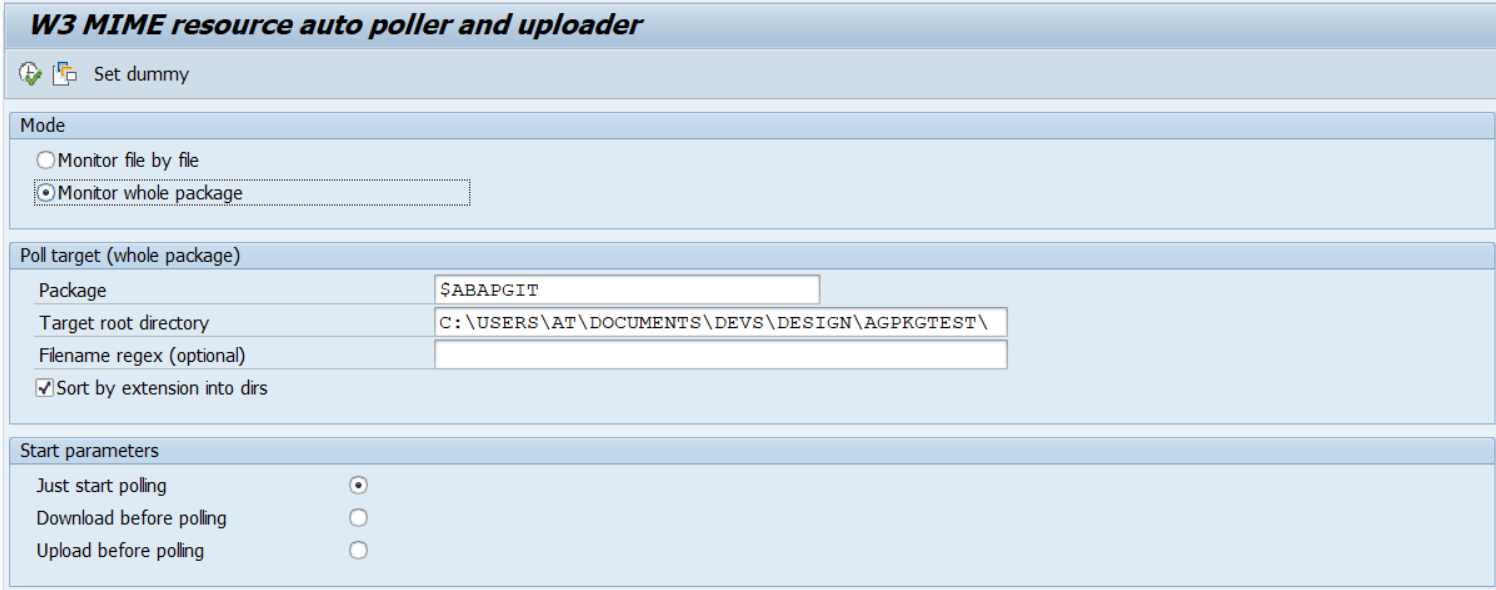 W3 MIME resource auto poller and uploader
Set dummy
Mode
Monitor file by file
Monitor whole package
Poll target (whole package)
Package $ABAPGIT
Target root directory C:\USERS\AT\DOCUMENTS\DEVS\DESIGN\AGPKGTEST\
Filename regex (optional)
Sort by extension into dirs
Start parameters
Just start polling
Download before polling
Upload before polling